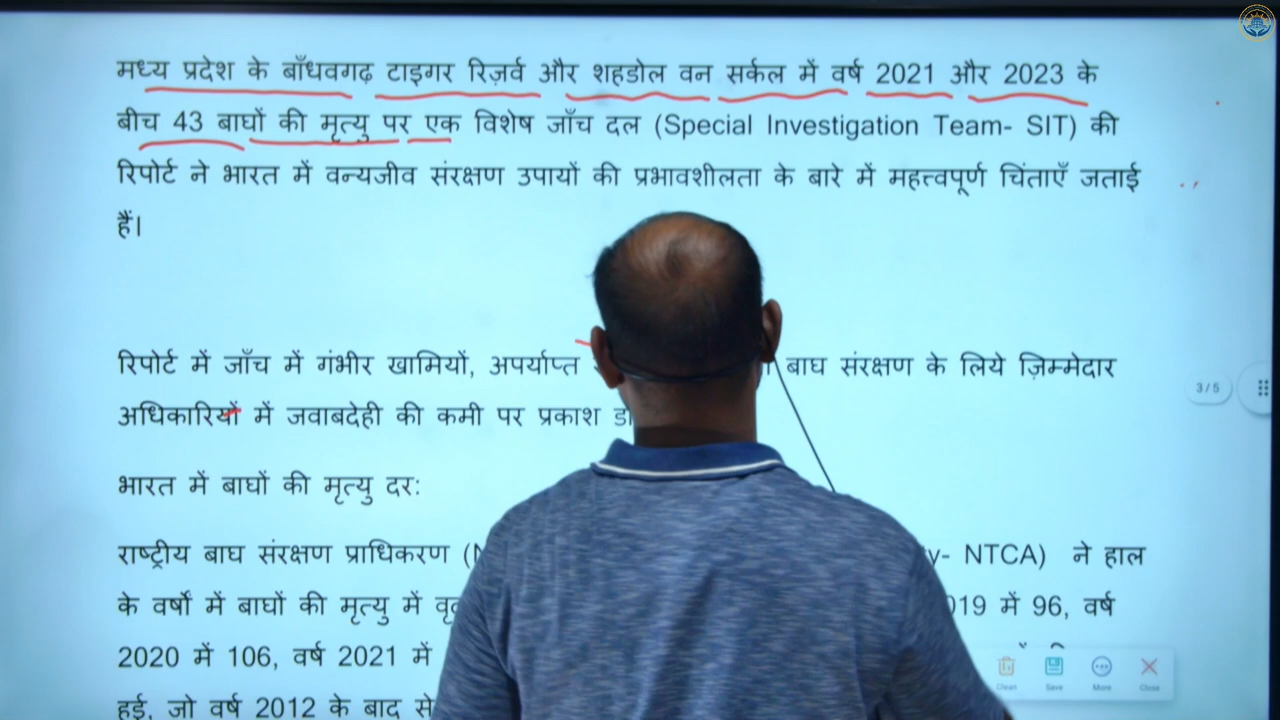 मध्य प्रदेश के बाँधवगढ़ टाइगर रिज़र्व और शहडोल वन सर्कल में वर्ष 2021 और 2023 के
बीच 43 बाघों की मृत्यु पर एक विशेष जाँच दल (Special Investigation Team- SIT) की
रिपोर्ट ने भारत में वन्यजीव संरक्षण उपायों की प्रभावशीलता के बारे में महत्त्वपूर्ण चिंताएँ जताई
हैं।
रिपोर्ट में जाँच में गंभीर खामियों, अपर्याप्त बाघ संरक्षण के लिये ज़िम्मेदार
अधिकारियों में जवाबदेही की कमी पर प्रकाश
भारत में बाघों की मृत्यु दर:
राष्ट्रीय बाघ संरक्षण प्राधिकरण NTCA) ने हाल
के वर्षों में बाघों की मृत्यु में में 96, वर्ष
2020 में 106, वर्ष 2021 में
हुई, जो वर्ष 2012 के बाद से
3/5
Clean Save More Close